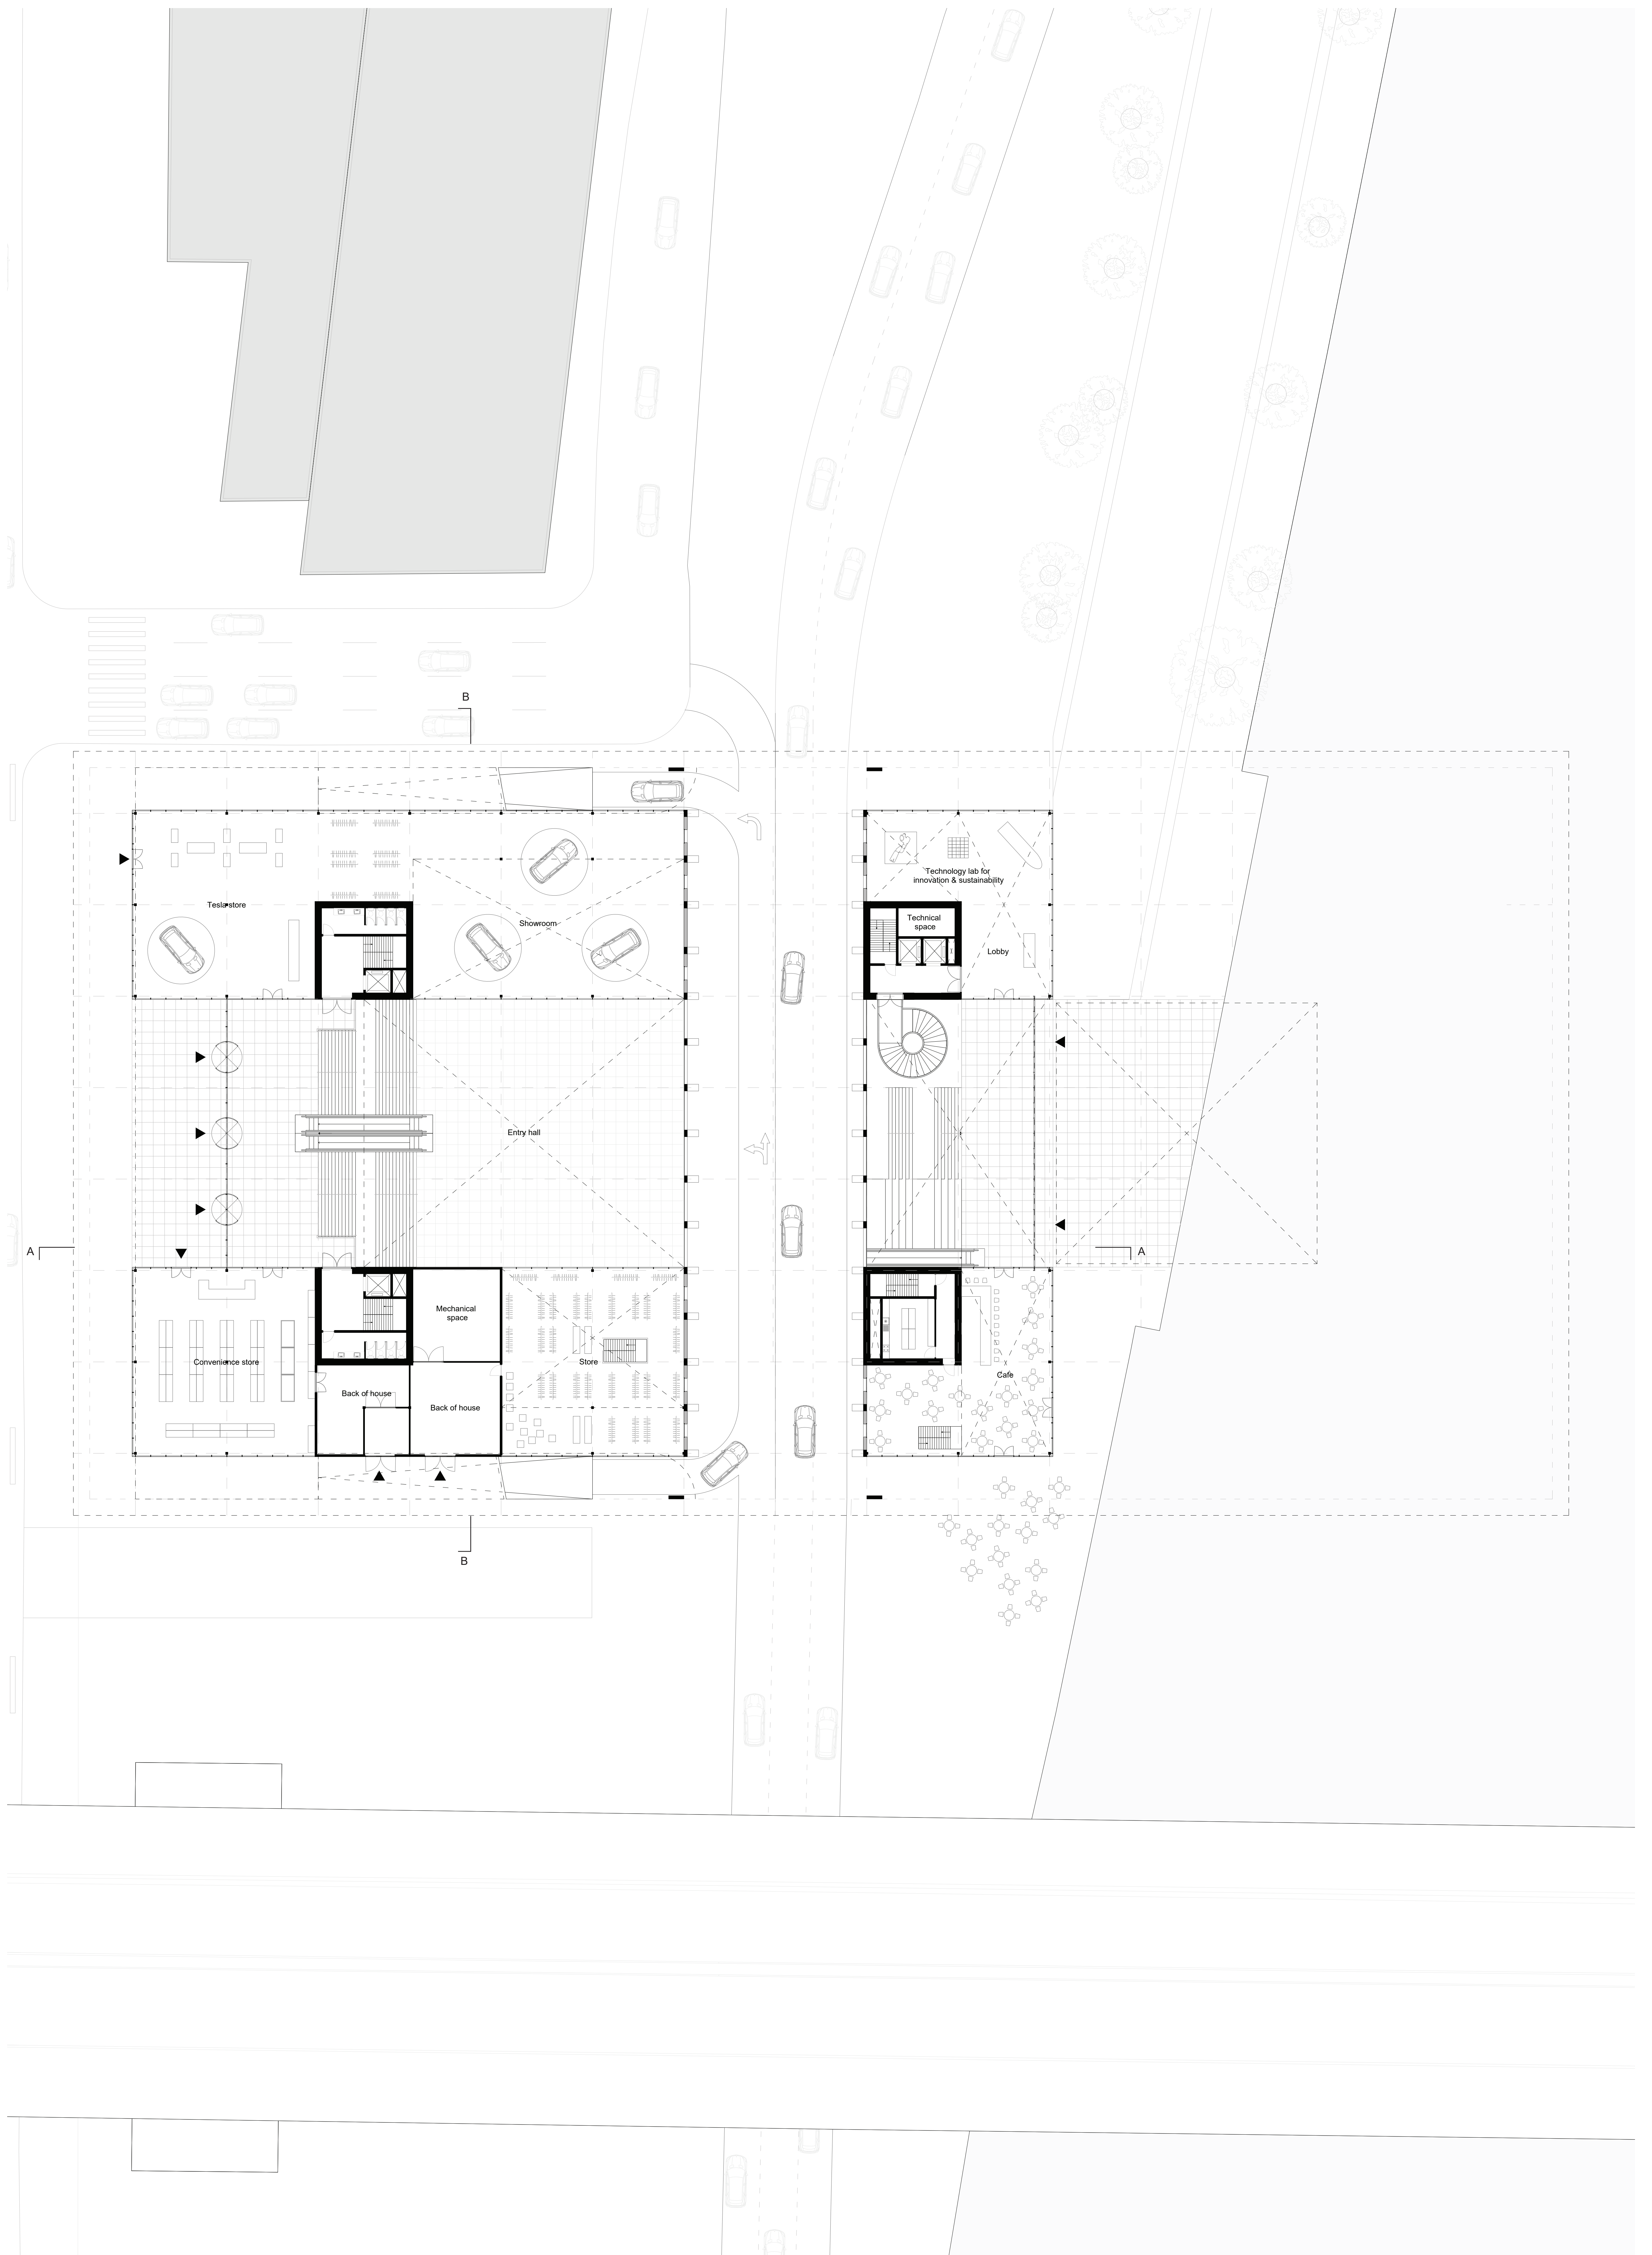 B
Technology lab for
innovation & sustainability
Tesla store
Showroom
Technical
space
Lobby
Entry hall
A
A
Mechanical
space
Convenience store
Store
Cafe
Back of house
Back of house
B